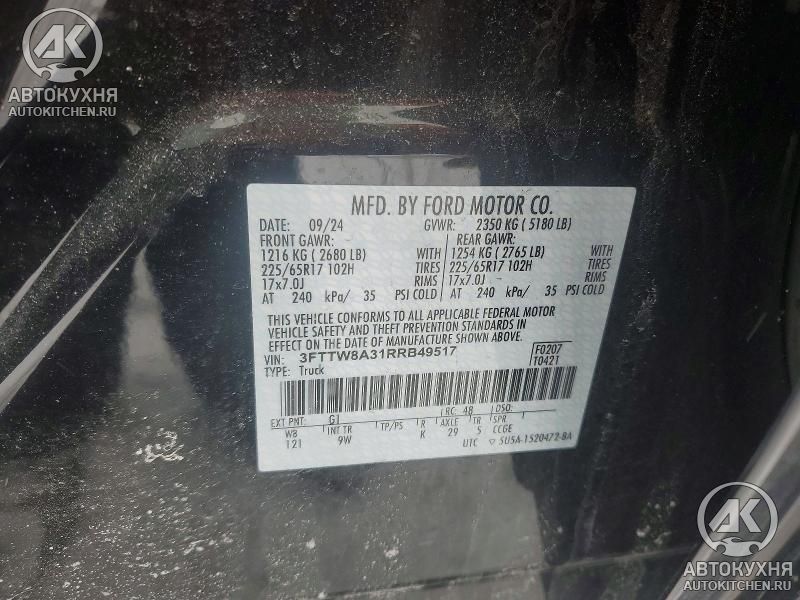 АК
АВТОКУХНЯ
AUTOKITCHEN.RU
MFD. BY FORD MOTOR CO.
DATE: 09/24 GVWR: 2350 KG ( 5180 LB)
FRONT GAWR: REAR GAWR:
1216 KG ( 2680 LB) WITH 1254 KG ( 2765 LB) WITH
225/65R17 102H TIRES 225/65R17 102H TIRES
17x7.0J RIMS 17x7.0J RIMS
AT 240 kPa/ 35 PSI COLD AT 240 kPa/ 35 PSI COLD
THIS VEHICLE CONFORMS TO ALL APPLICABLE FEDERAL MOTOR
VEHICLE SAFETY AND THEFT PREVENTION STANDARDS IN
EFFECT ON THE DATE OF MANUFACTURE SHOWN ABOVE.
VIN: 3FTTW8A31RRB49517 F0207
TYPE: Truck T0421
EXT PNT: G1 RC: 48 DSO:
WB INT TR TP/PS R AXLE TR SPR
121 9W K 29 5 CCGE
UTC ▽ 5U5A-1520472-BA
АК
АВТОКУХНЯ
AUTOKITCHEN.RU